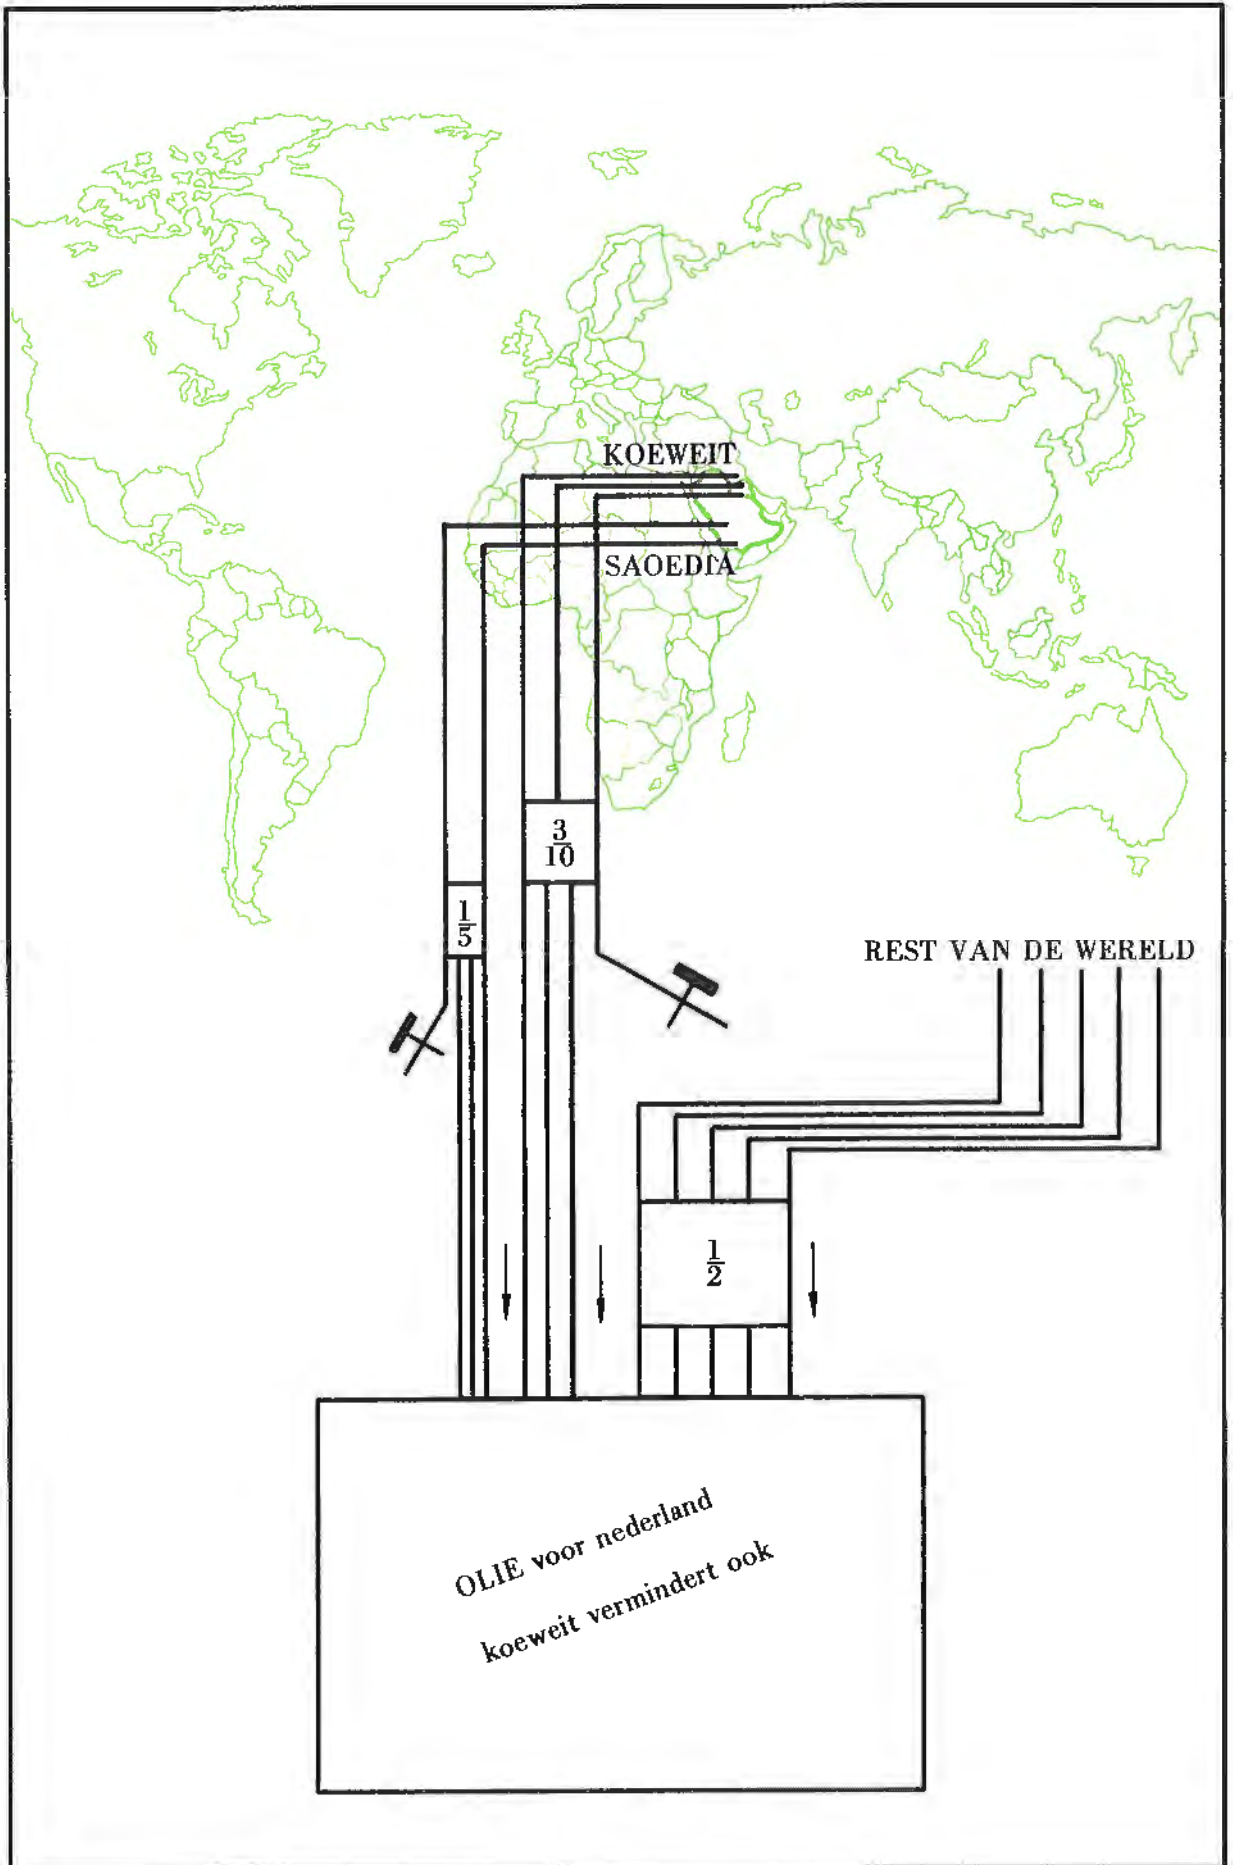 KOEWEIT
SAOEDIA
3/10
1/5
REST VAN DE WERELD
1/2
OLIE voor nederland
koeweit vermindert ook